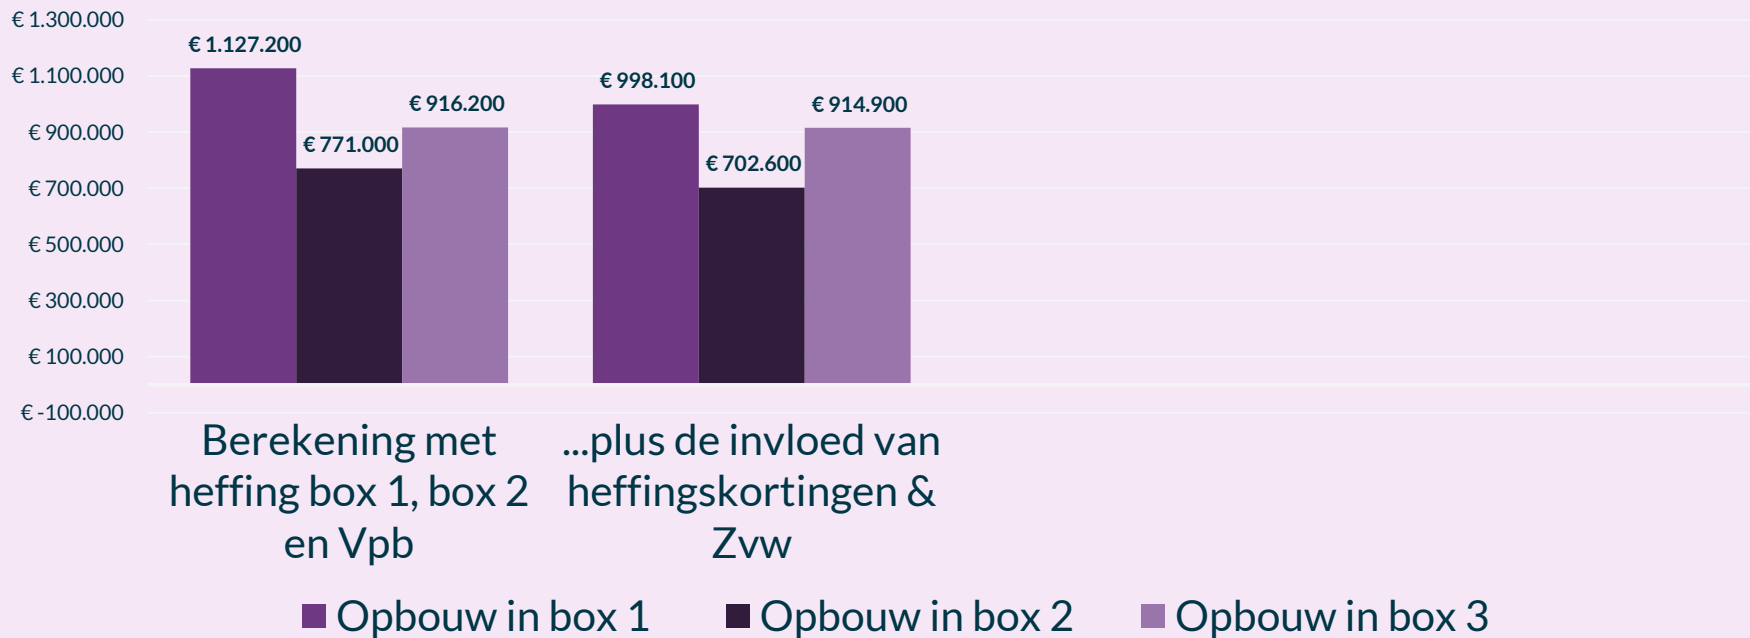 € 1.300.000
€ 1.100.000
€ 900.000
€ 700.000
€ 500.000
€ 300.000
€ 100.000
€ -100.000
€ 1.127.200
€ 771.000
€ 916.200
€ 998.100
€ 702.600
€ 914.900
Berekening met
heffing box 1, box 2
en Vpb
...plus de invloed van
heffingskortingen &
Zvw
Opbouw in box 1
Opbouw in box 2
Opbouw in box 3